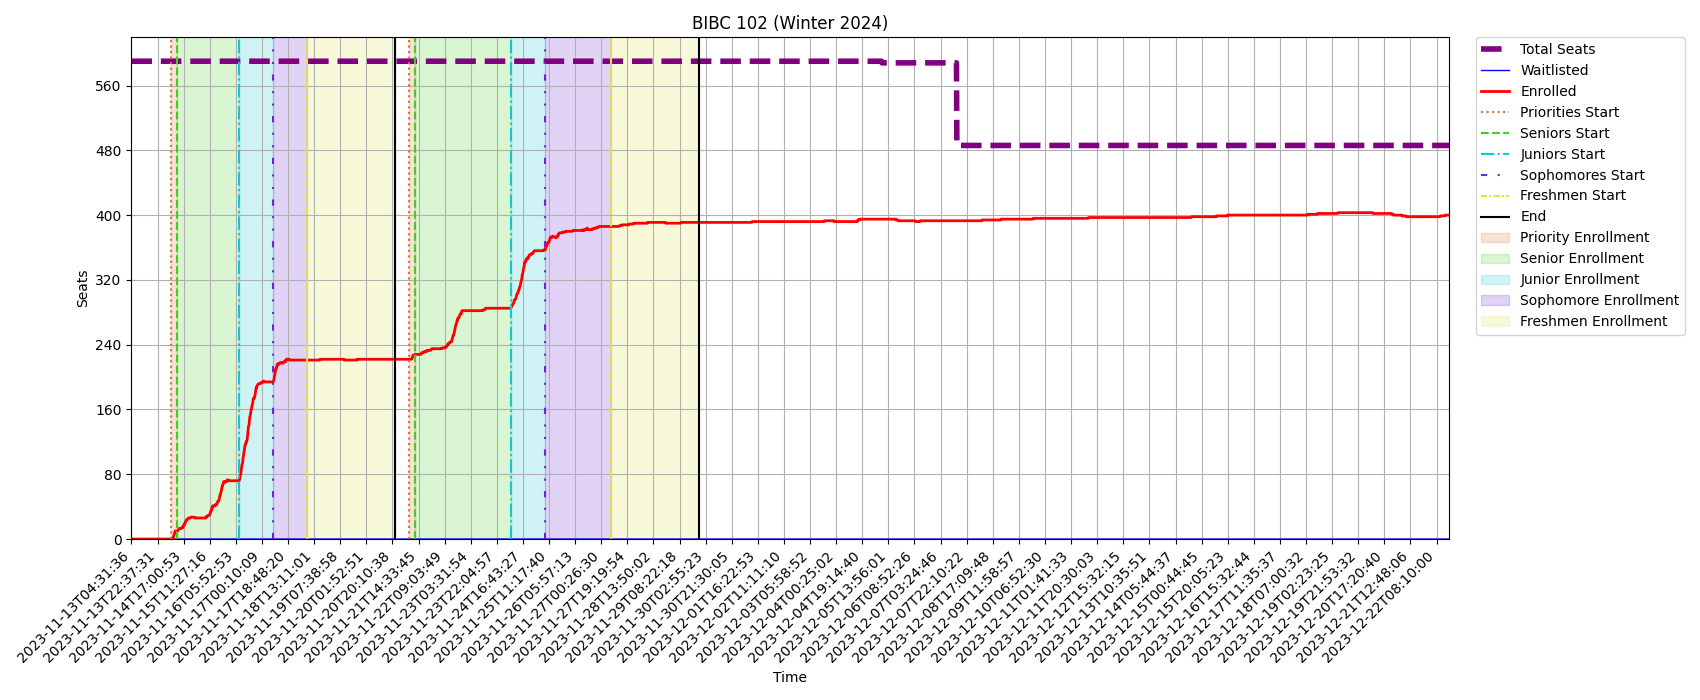 BIBC 102 (Winter 2024)
Seats
560
480
400
320
240
160
80
0
2023-11-13T04:31:36
2023-11-13T22:37:31
2023-11-14T17:00:53
2023-11-15T11:27:16
2023-11-16T05:52:53
2023-11-17T00:10:09
2023-11-17T18:48:20
2023-11-18T13:11:01
2023-11-19T07:38:58
2023-11-20T01:52:51
2023-11-20T20:10:38
2023-11-21T14:33:45
2023-11-22T09:03:49
2023-11-23T03:31:54
2023-11-23T22:04:57
2023-11-24T16:43:27
2023-11-25T11:17:40
2023-11-26T05:57:13
2023-11-27T00:26:30
2023-11-27T19:19:54
2023-11-28T13:50:02
2023-11-29T08:22:18
2023-11-30T02:55:23
2023-11-30T21:30:05
2023-12-01T16:22:53
2023-12-02T11:11:10
2023-12-03T05:58:52
2023-12-04T00:25:02
2023-12-04T19:14:40
2023-12-05T13:56:01
2023-12-06T08:52:26
2023-12-07T03:24:46
2023-12-07T22:10:22
2023-12-08T17:09:48
2023-12-09T11:58:57
2023-12-10T06:52:30
2023-12-11T01:41:33
2023-12-11T20:30:03
2023-12-12T15:32:15
2023-12-13T10:35:51
2023-12-14T05:44:37
2023-12-15T00:44:45
2023-12-15T20:05:23
2023-12-16T15:32:44
2023-12-17T11:35:37
2023-12-18T07:00:32
2023-12-19T02:23:25
2023-12-19T21:53:32
2023-12-20T17:20:40
2023-12-21T12:48:06
2023-12-22T08:10:00
Time
Total Seats
Waitlisted
Enrolled
Priorities Start
Seniors Start
Juniors Start
Sophomores Start
Freshmen Start
End
Priority Enrollment
Senior Enrollment
Junior Enrollment
Sophomore Enrollment
Freshmen Enrollment